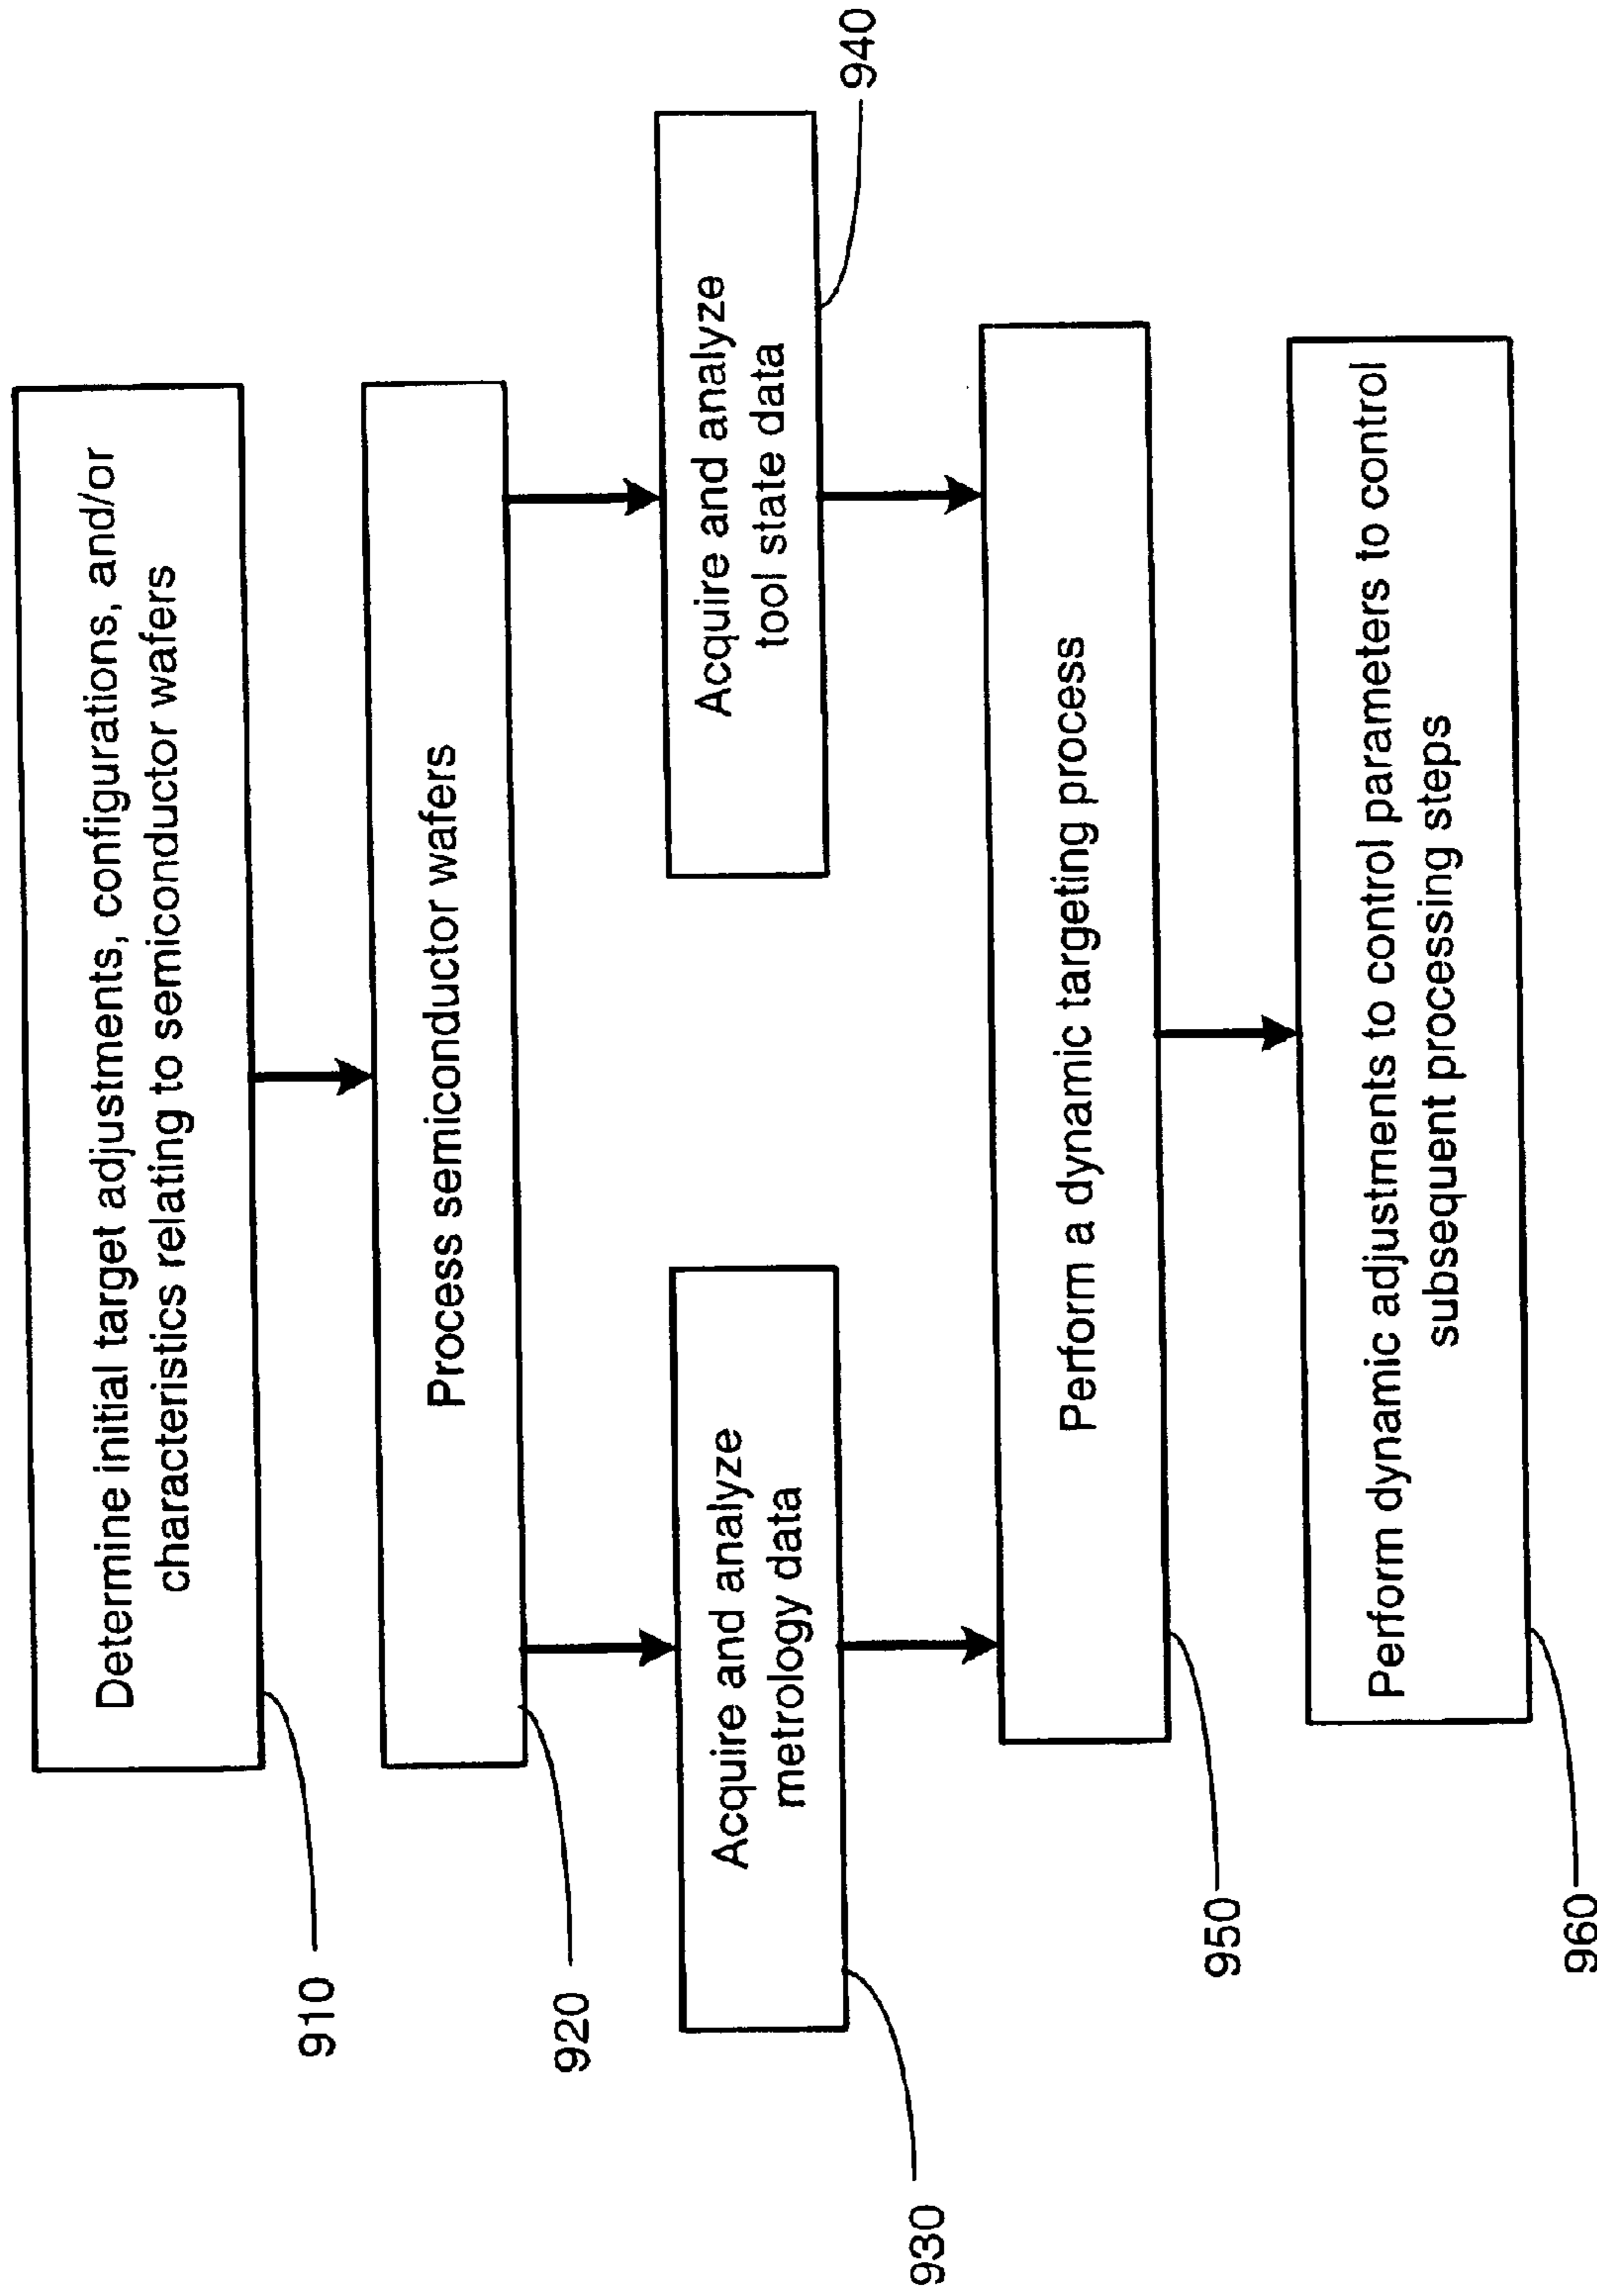 Determine initial target adjustments, configurations, and/or
characteristics relating to semiconductor wafers
910
Process semiconductor wafers
920
Acquire and analyze
metrology data
930
Acquire and analyze
tool state data
940
Perform a dynamic targeting process
950
Perform dynamic adjustments to control parameters to control
subsequent processing steps
960